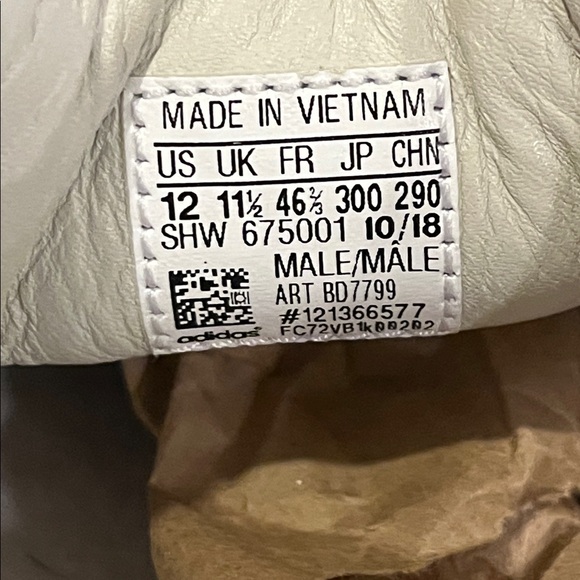 MADE IN VIETNAM
US UK FR JP CHN
12 11½ 46⅔ 300 290
SHW 675001 10/18
MALE/MÂLE
ART BD7799
#121366577
FC72VB1k00202
adidas